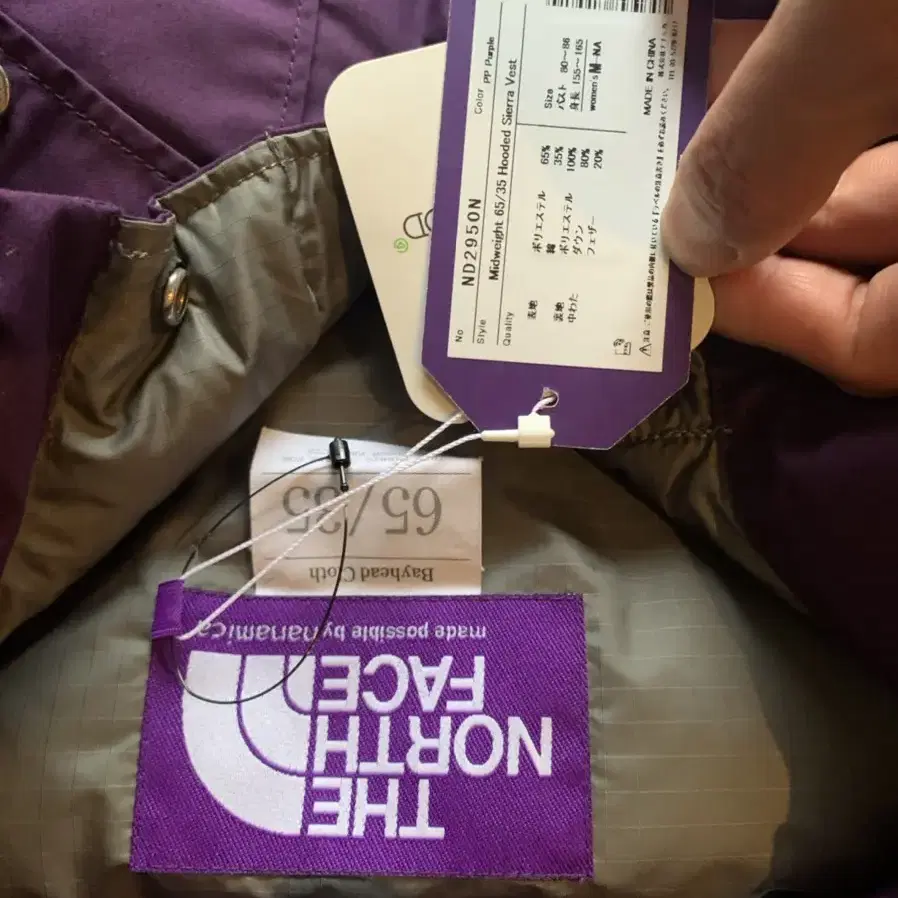 No ND2950N Color PP Purple
Style Midweight 65/35 Hooded Sierra Vest
Quality
表地 ポリエステル 65%
綿 35%
裏地 ポリエステル 100%
中わた ダウン 80%
フェザー 20%
Size
バスト 80~86
身長 155~165
women's M-NA
MADE IN CHINA
65/35
Bayhead Cloth
made possible by nanamica
THE
NORTH
FACE